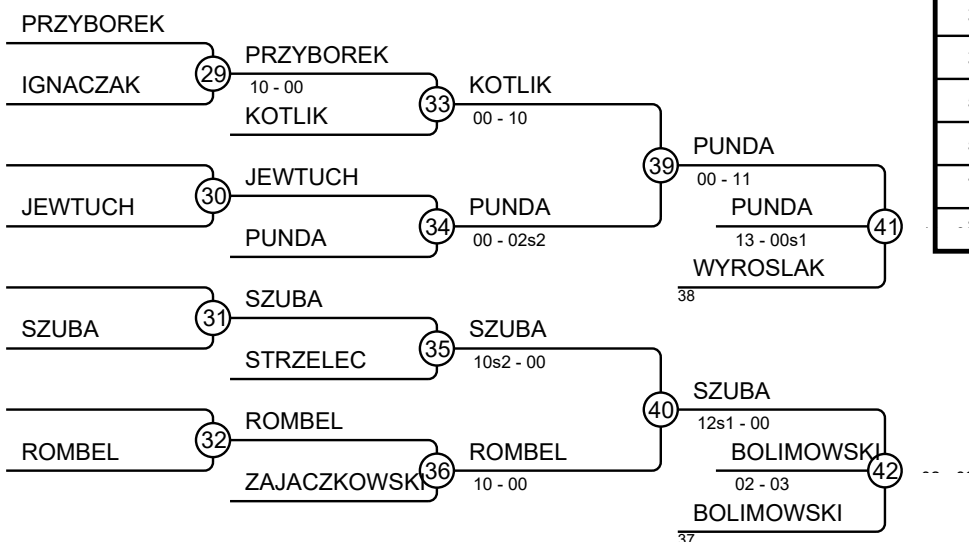 PRZYBOREK
IGNACZAK
29
PRZYBOREK
10 - 00
KOTLIK
33
KOTLIK
00 - 10
JEWTUCH
30
JEWTUCH
PUNDA
34
PUNDA
00 - 02s2
39
PUNDA
00 - 11
PUNDA
13 - 00s1
41
WYROSLAK
38
SZUBA
31
SZUBA
STRZELEC
35
SZUBA
10s2 - 00
ROMBEL
32
ROMBEL
ZAJACZKOWSKI
36
ROMBEL
10 - 00
40
SZUBA
12s1 - 00
BOLIMOWSKI
02 - 03
42
BOLIMOWSKI
37